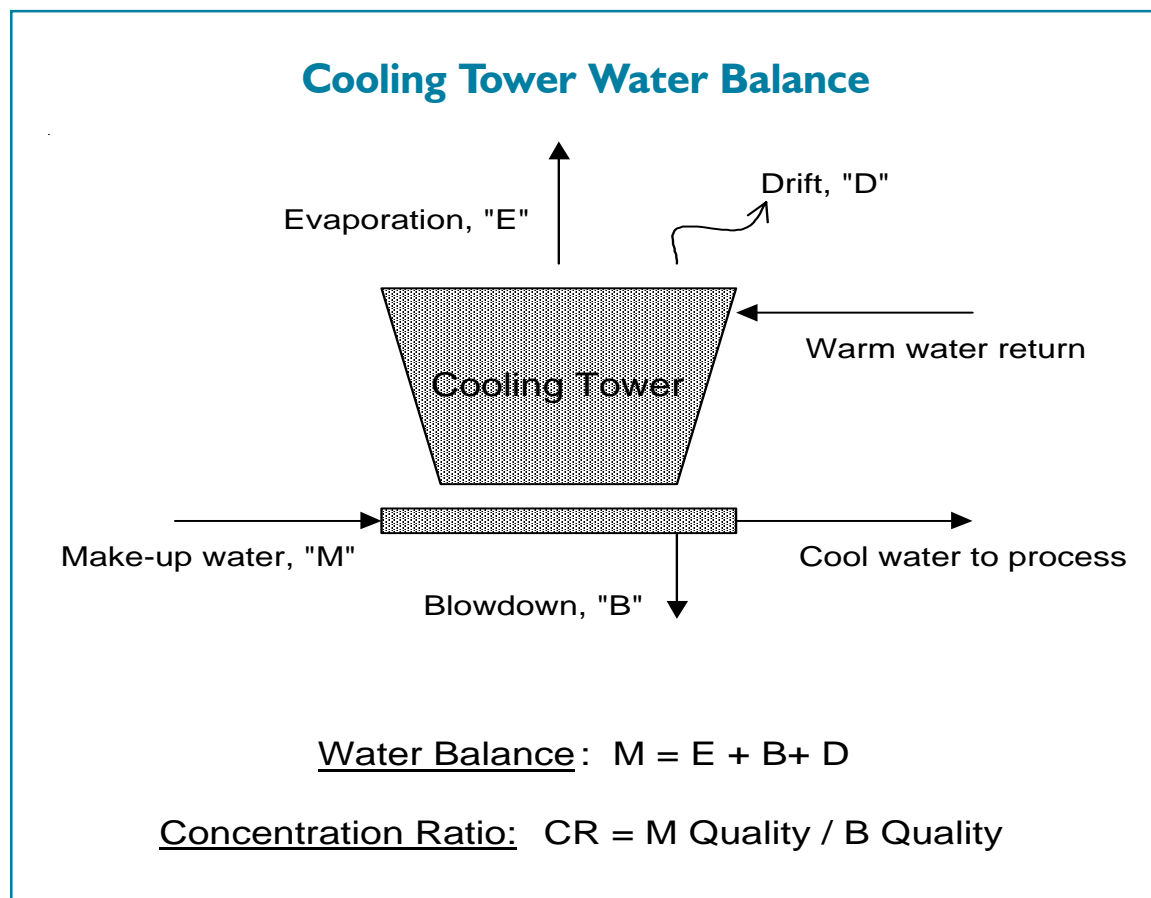 Cooling Tower Water Balance
Drift, "D"
Evaporation, "E"
Warm water return
Cooling Tower
Make-up water, "M"
Cool water to process
Blowdown, "B"
Water Balance: M = E + B+ D
Concentration Ratio: CR = M Quality / B Quality